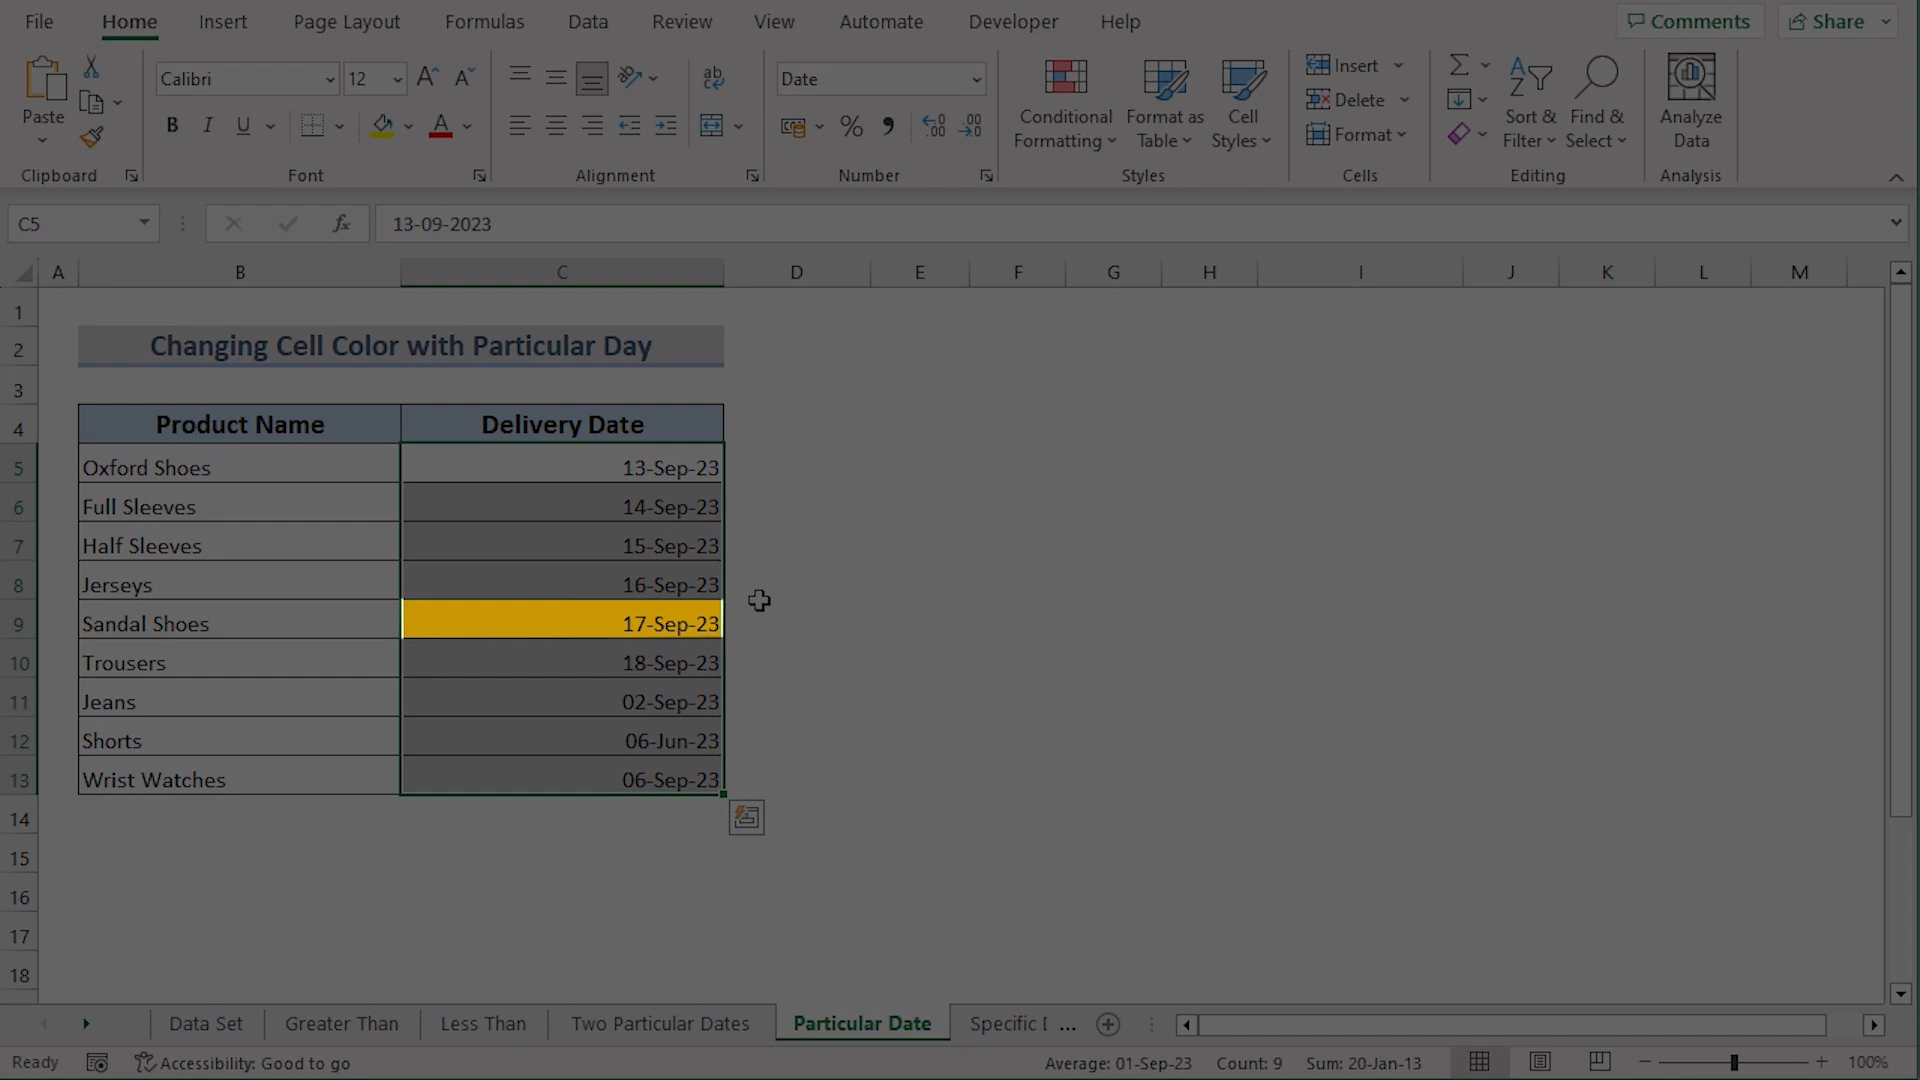 File Home Insert Page Layout Formulas Data Review View Automate Developer Help Comments Share
Paste Calibri 12 B I U A ab Date % Conditional Formatting Format as Table Cell Styles Insert Delete Format Sort & Filter Find & Select Analyze Data
Clipboard Font Alignment Number Styles Cells Editing Analysis
C5 fx 13-09-2023
A B C D E F G H I J K L M
1
2 Changing Cell Color with Particular Day
3
4 Product Name Delivery Date
5 Oxford Shoes 13-Sep-23
6 Full Sleeves 14-Sep-23
7 Half Sleeves 15-Sep-23
8 Jerseys 16-Sep-23
9 Sandal Shoes 17-Sep-23
10 Trousers 18-Sep-23
11 Jeans 02-Sep-23
12 Shorts 06-Jun-23
13 Wrist Watches 06-Sep-23
14
15
16
17
18
Data Set Greater Than Less Than Two Particular Dates Particular Date Specific D ...
Ready Accessibility: Good to go Average: 01-Sep-23 Count: 9 Sum: 20-Jan-13 100%